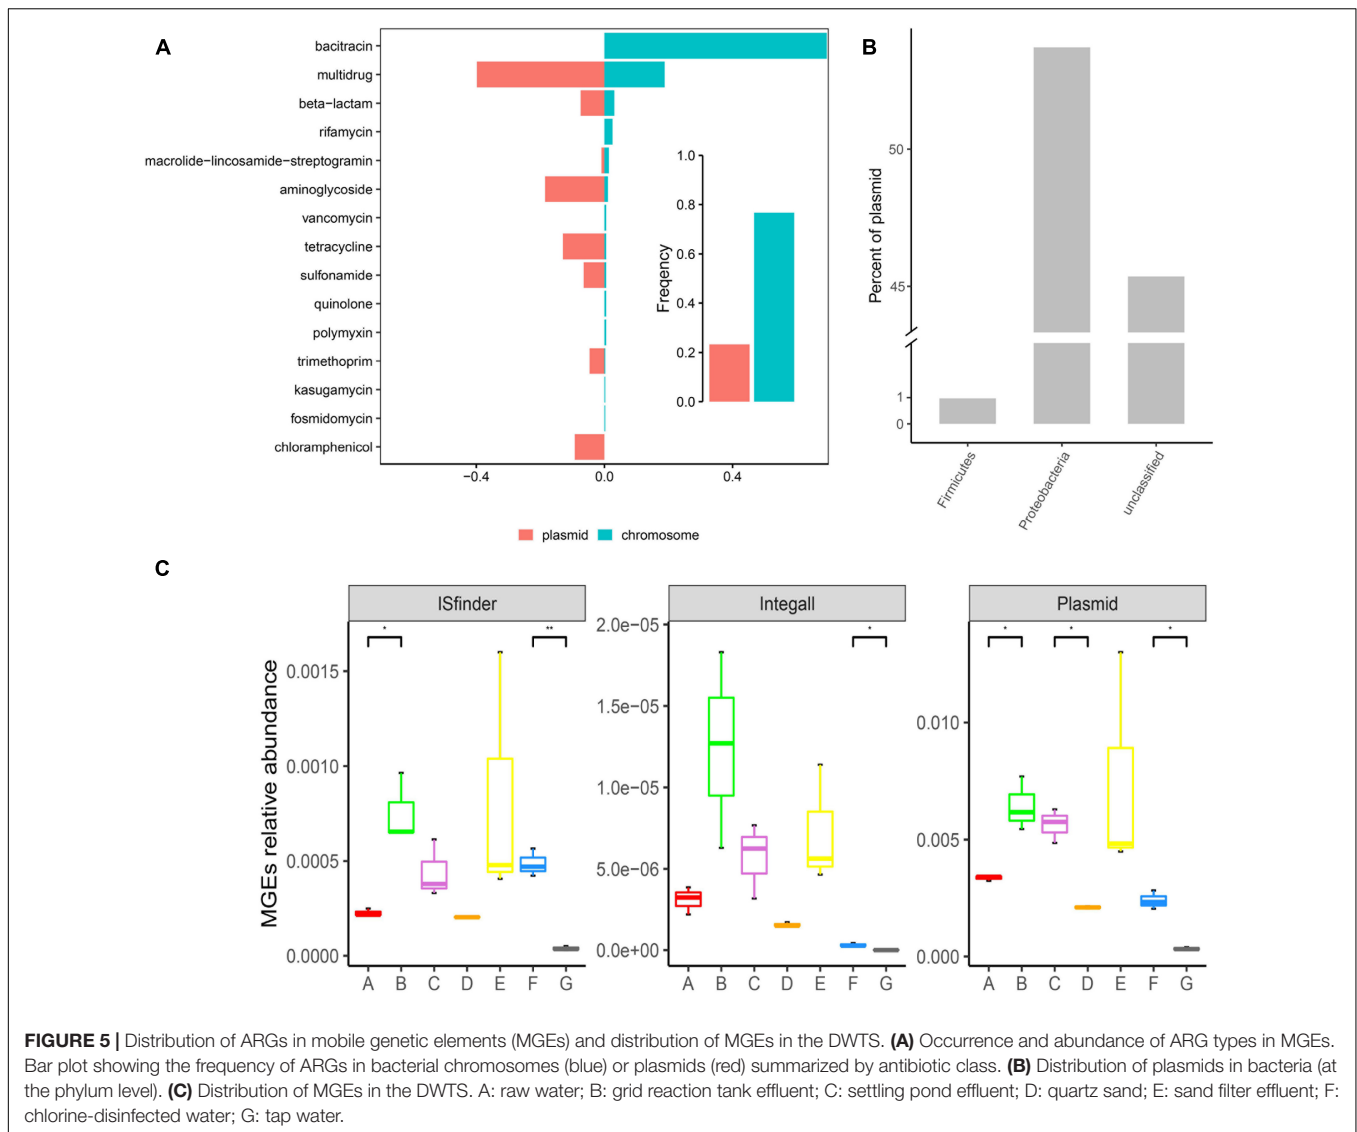 A
bacitracin
multidrug
beta−lactam
rifamycin
macrolide−lincosamide−streptogramin
aminoglycoside
vancomycin
tetracycline
sulfonamide
quinolone
polymyxin
trimethoprim
kasugamycin
fosmidomycin
chloramphenicol
−0.4 0.0 0.4
Freqency
1.0
0.8
0.6
0.4
0.2
0.0
plasmid chromosome
B
Percent of plasmid
50
45
1
0
Firmicutes
Proteobacteria
unclassified
C
MGEs relative abundance
ISfinder
* **
0.0015
0.0010
0.0005
0.0000
A B C D E F G
Integall
*
2.0e−05
1.5e−05
1.0e−05
5.0e−06
0.0e+00
A B C D E F G
Plasmid
* * *
0.010
0.005
0.000
A B C D E F G
FIGURE 5 | Distribution of ARGs in mobile genetic elements (MGEs) and distribution of MGEs in the DWTS. (A) Occurrence and abundance of ARG types in MGEs.
Bar plot showing the frequency of ARGs in bacterial chromosomes (blue) or plasmids (red) summarized by antibiotic class. (B) Distribution of plasmids in bacteria (at
the phylum level). (C) Distribution of MGEs in the DWTS. A: raw water; B: grid reaction tank effluent; C: settling pond effluent; D: quartz sand; E: sand filter effluent; F:
chlorine-disinfected water; G: tap water.